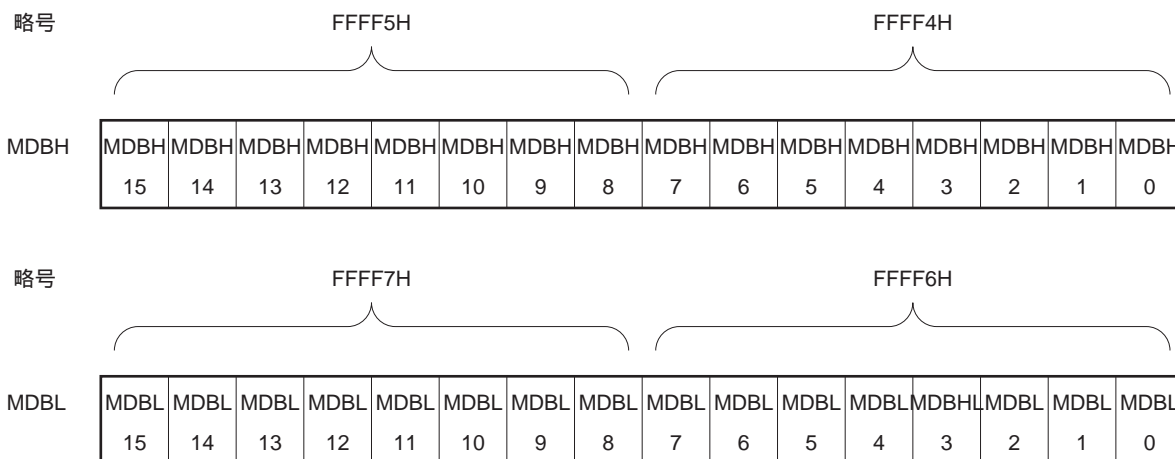 略号 FFFF5H FFFF4H
MDBH MDBH MDBH MDBH MDBH MDBH MDBH MDBH MDBH MDBH MDBH MDBH MDBH MDBH MDBH MDBH MDBH
15 14 13 12 11 10 9 8 7 6 5 4 3 2 1 0
略号 FFFF7H FFFF6H
MDBL MDBL MDBL MDBL MDBL MDBL MDBL MDBL MDBL MDBL MDBL MDBL MDBL MDBHL MDBL MDBL MDBL
15 14 13 12 11 10 9 8 7 6 5 4 3 2 1 0